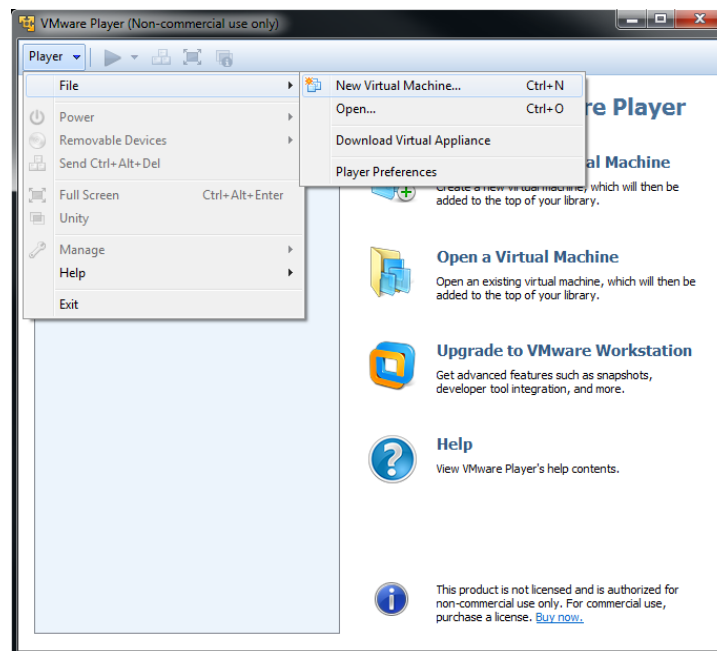 VMware Player (Non-commercial use only)
Player
File
Power
Removable Devices
Send Ctrl+Alt+Del
Full Screen Ctrl+Alt+Enter
Unity
Manage
Help
Exit
New Virtual Machine... Ctrl+N
Open... Ctrl+O
Download Virtual Appliance
Player Preferences
re Player
al Machine
which will then be
added to the top of your library.
Open a Virtual Machine
Open an existing virtual machine, which will then be
added to the top of your library.
Upgrade to VMware Workstation
Get advanced features such as snapshots,
developer tool integration, and more.
Help
View VMware Player's help contents.
This product is not licensed and is authorized for
non-commercial use only. For commercial use,
purchase a license. Buy now.